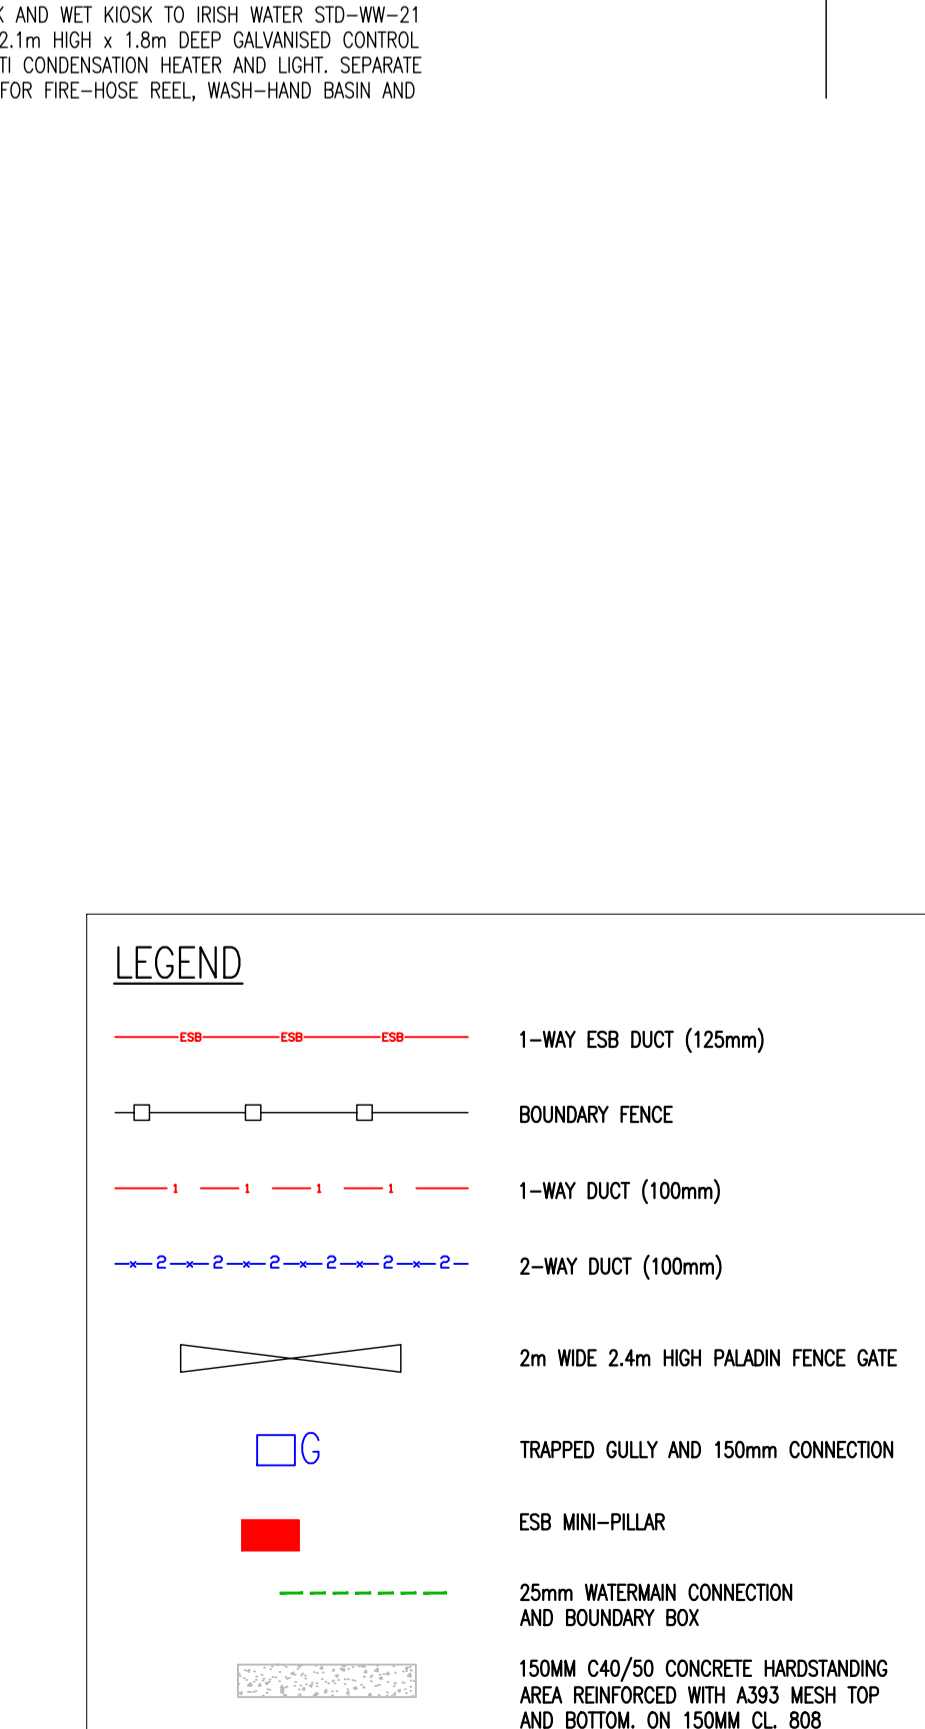 AND WET KIOSK TO IRISH WATER STD-WW-21
2.1m HIGH x 1.8m DEEP GALVANISED CONTROL
CONDENSATION HEATER AND LIGHT. SEPARATE
FOR FIRE-HOSE REEL, WASH-HAND BASIN AND
LEGEND
ESB ESB ESB 1-WAY ESB DUCT (125mm)
BOUNDARY FENCE
1 1 1 1 1-WAY DUCT (100mm)
2 2 2 2 2 2 2-WAY DUCT (100mm)
2m WIDE 2.4m HIGH PALADIN FENCE GATE
G TRAPPED GULLY AND 150mm CONNECTION
ESB MINI-PILLAR
25mm WATERMAIN CONNECTION
AND BOUNDARY BOX
150MM C40/50 CONCRETE HARDSTANDING
AREA REINFORCED WITH A393 MESH TOP
AND BOTTOM. ON 150MM CL. 808